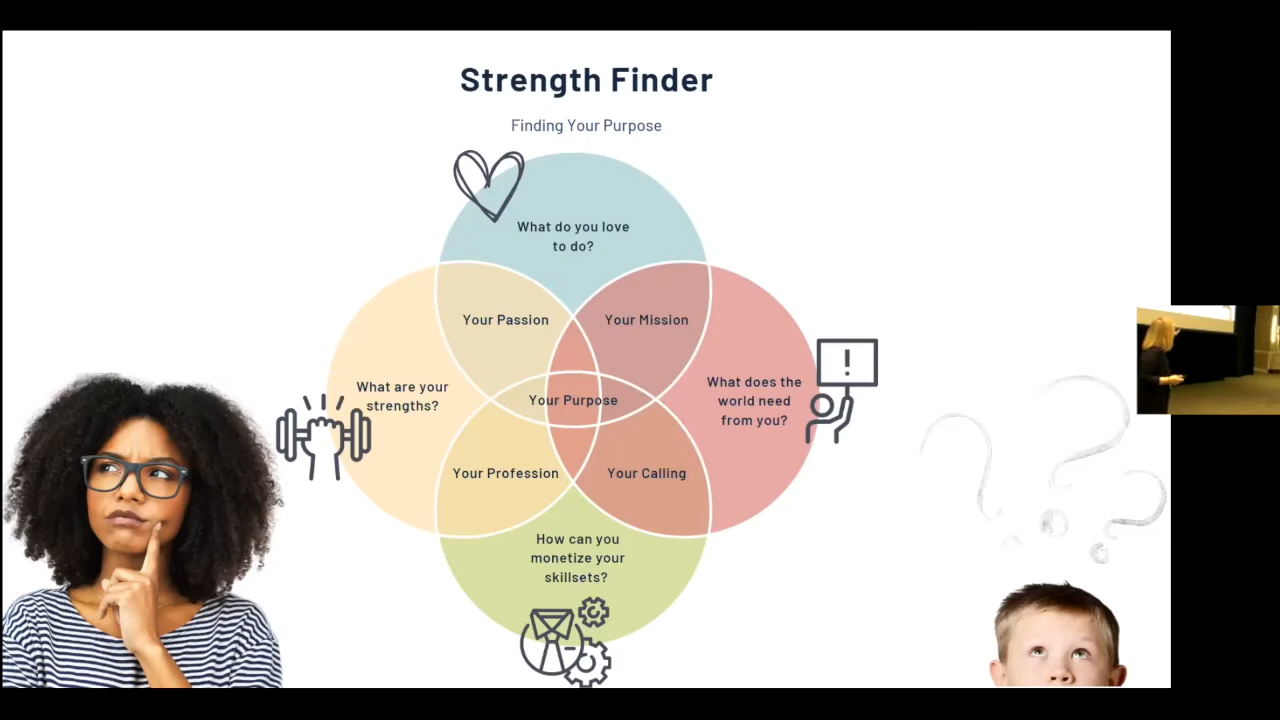 Strength Finder
Finding Your Purpose
What do you love
to do?
Your Passion
Your Mission
What are your
strengths?
What does the
world need
from you?
!
Your Purpose
Your Profession
Your Calling
How can you
monetize your
skillsets?